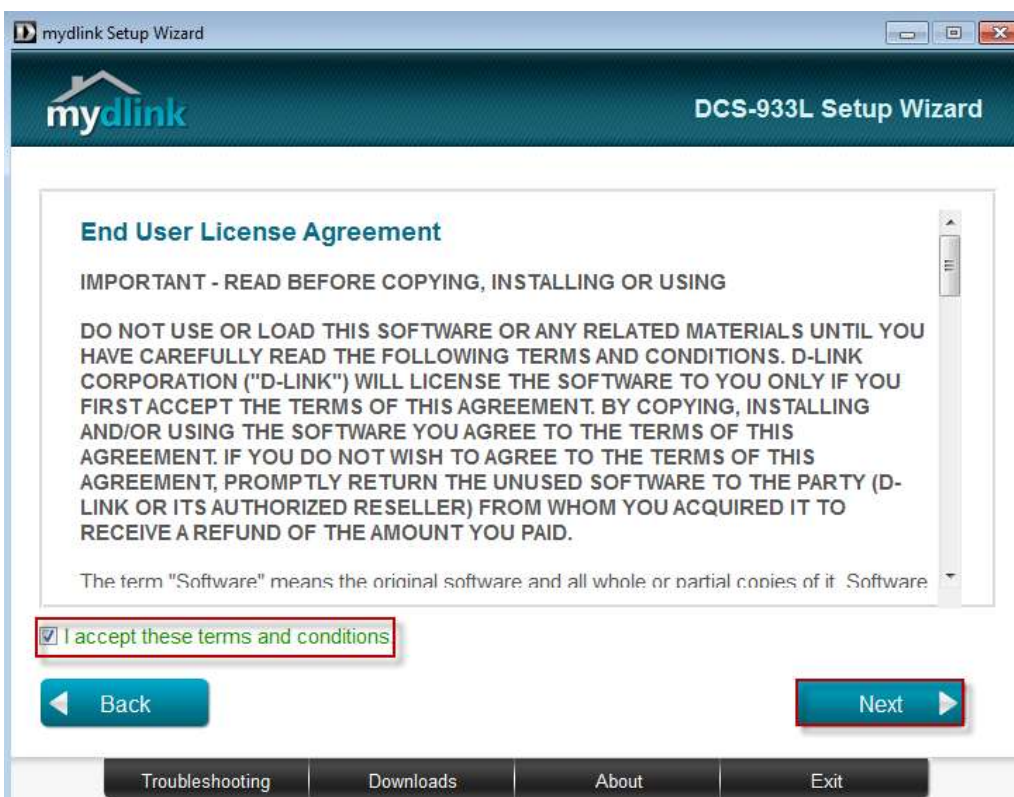 mydlink Setup Wizard
mydlink
DCS-933L Setup Wizard
End User License Agreement
IMPORTANT - READ BEFORE COPYING, INSTALLING OR USING
DO NOT USE OR LOAD THIS SOFTWARE OR ANY RELATED MATERIALS UNTIL YOU
HAVE CAREFULLY READ THE FOLLOWING TERMS AND CONDITIONS. D-LINK
CORPORATION ("D-LINK") WILL LICENSE THE SOFTWARE TO YOU ONLY IF YOU
FIRST ACCEPT THE TERMS OF THIS AGREEMENT. BY COPYING, INSTALLING
AND/OR USING THE SOFTWARE YOU AGREE TO THE TERMS OF THIS
AGREEMENT. IF YOU DO NOT WISH TO AGREE TO THE TERMS OF THIS
AGREEMENT, PROMPTLY RETURN THE UNUSED SOFTWARE TO THE PARTY (D-
LINK OR ITS AUTHORIZED RESELLER) FROM WHOM YOU ACQUIRED IT TO
RECEIVE A REFUND OF THE AMOUNT YOU PAID.
The term "Software" means the original software and all whole or partial copies of it. Software
I accept these terms and conditions.
Back
Next
Troubleshooting
Downloads
About
Exit